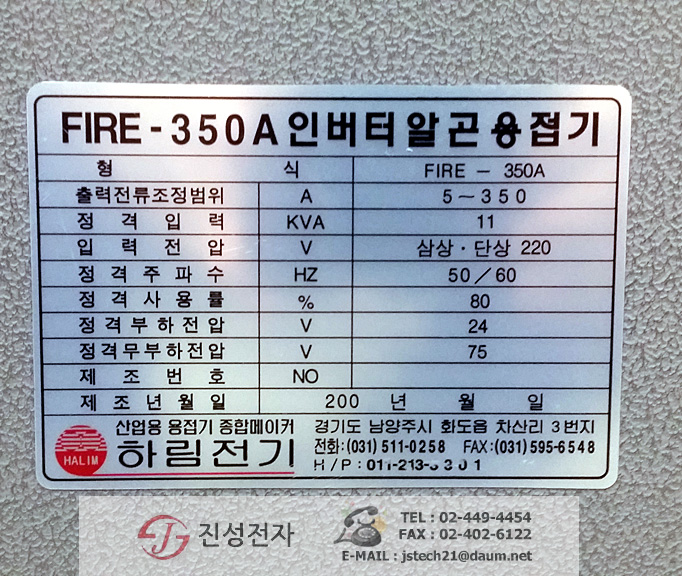 FIRE-350A 인버터알곤용접기
형 식 FIRE - 350A
출력전류조정범위 A 5~350
정격입력 KVA 11
입력전압 V 삼상·단상 220
정격주파수 HZ 50/60
정격사용률 % 80
정격부하전압 V 24
정격무부하전압 V 75
제조번호 NO
제조년월일 200 년 월 일
산업용 용접기 종합메이커 경기도 남양주시 화도읍 차산리 3번지
HALIM 하림전기 전화:(031)511-0258 FAX:(031)595-6548
H/P:011-213-
진성전자
TEL : 02-449-4454
FAX : 02-402-6122
E-MAIL : jstech21@daum.net